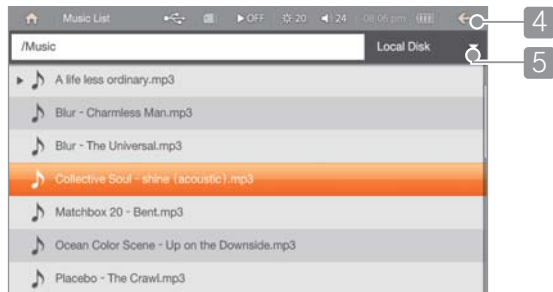 Music List OFF 20 24 08:06 pm 4
/Music Local Disk 5
A life less ordinary.mp3
Blur - Charmless Man.mp3
Blur - The Universal.mp3
Collective Soul - shine (acoustic).mp3
Matchbox 20 - Bent.mp3
Ocean Color Scene - Up on the Downside.mp3
Placebo - The Crawl.mp3